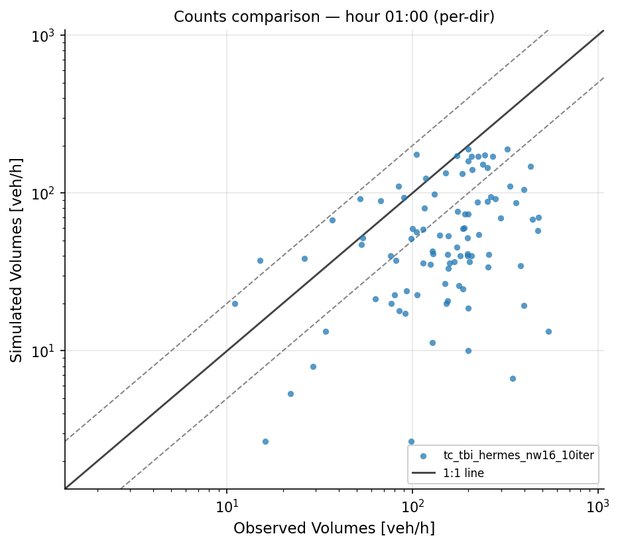 Counts comparison — hour 01:00 (per-dir)
Simulated Volumes [veh/h]
10³
10²
10¹
tc_tbi_hermes_nw16_10iter
1:1 line
10¹
10²
10³
Observed Volumes [veh/h]